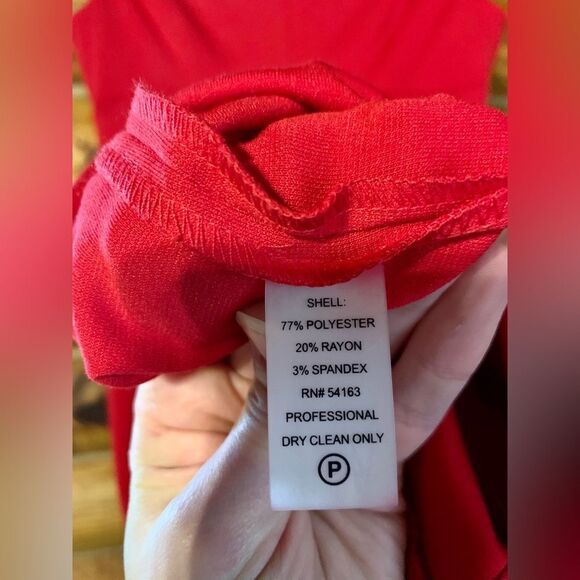 SHELL:
77% POLYESTER
20% RAYON
3% SPANDEX
RN# 54163
PROFESSIONAL
DRY CLEAN ONLY
P